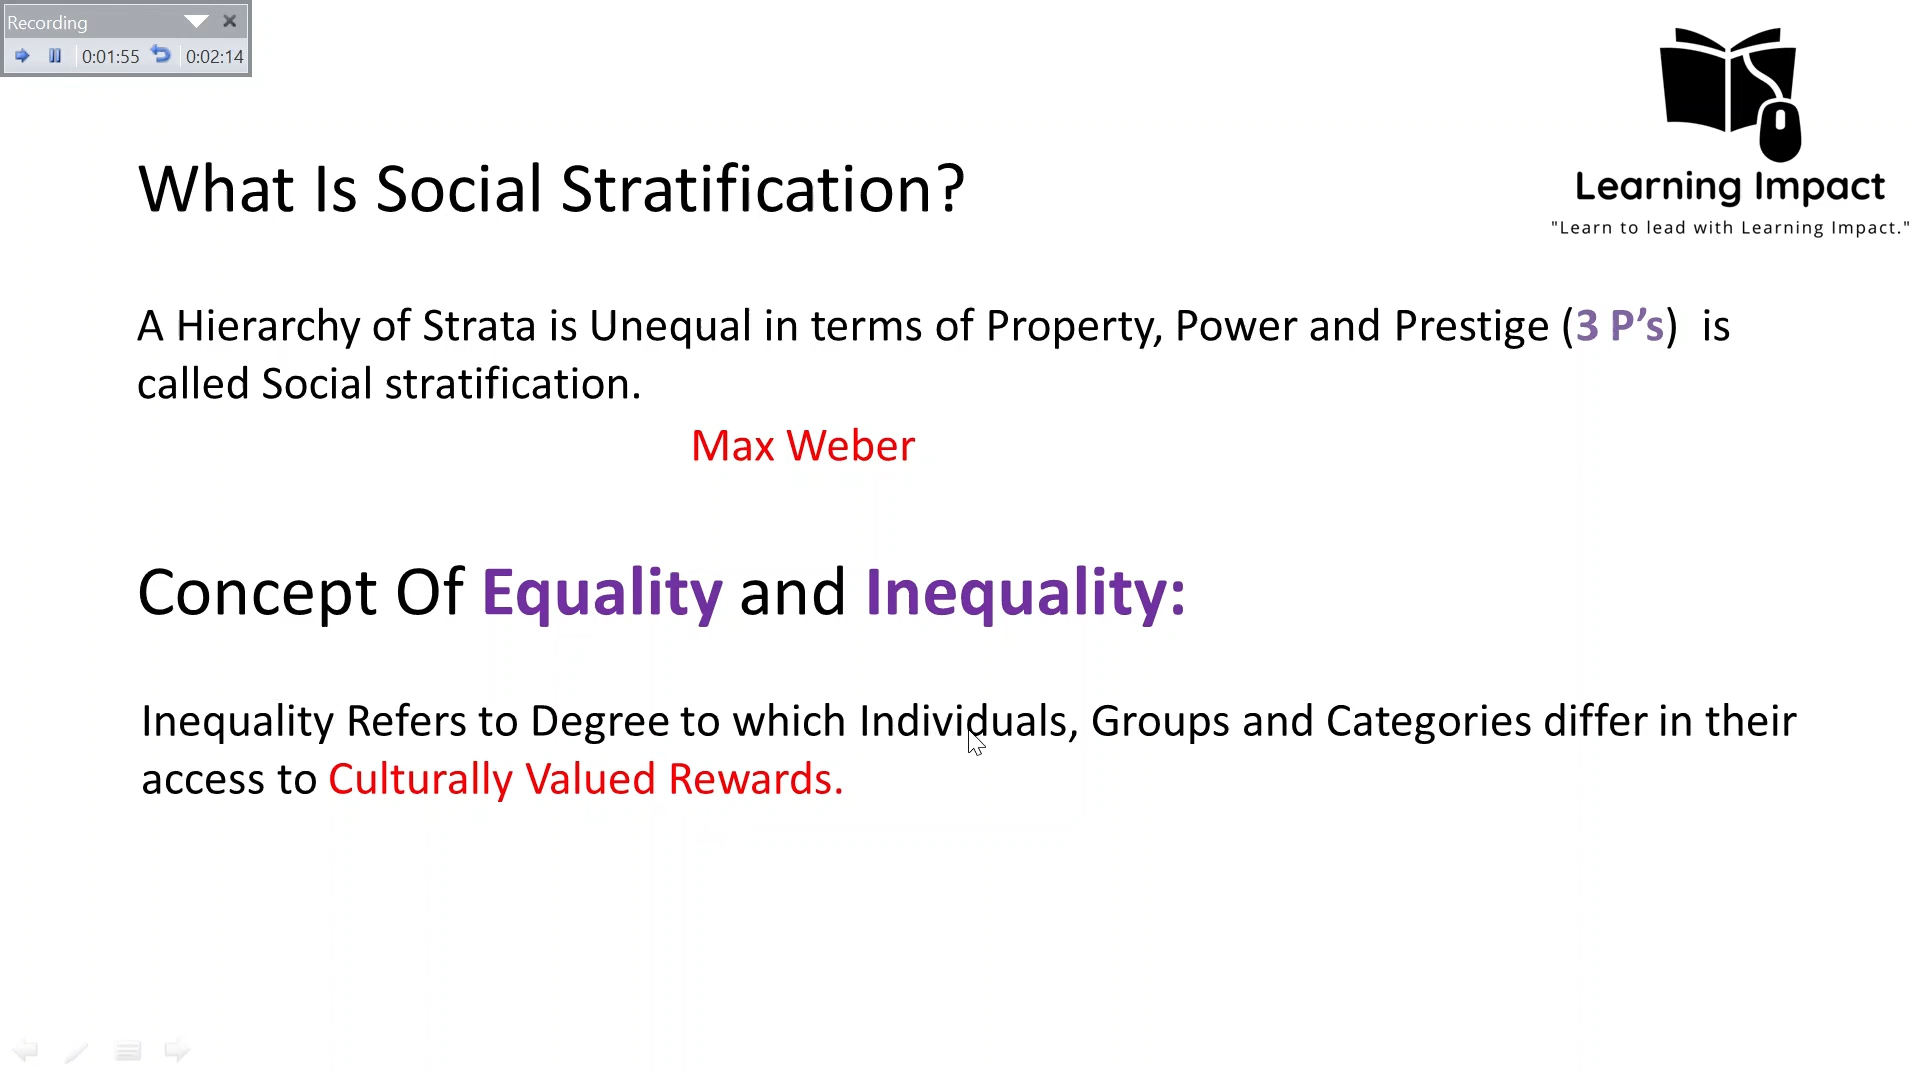 Recording
0:01:55 0:02:14
Learning Impact
"Learn to lead with Learning Impact."
What Is Social Stratification?
A Hierarchy of Strata is Unequal in terms of Property, Power and Prestige (3 P’s)  is
called Social stratification.
Max Weber
Concept Of Equality and Inequality:
Inequality Refers to Degree to which Individuals, Groups and Categories differ in their
access to Culturally Valued Rewards.